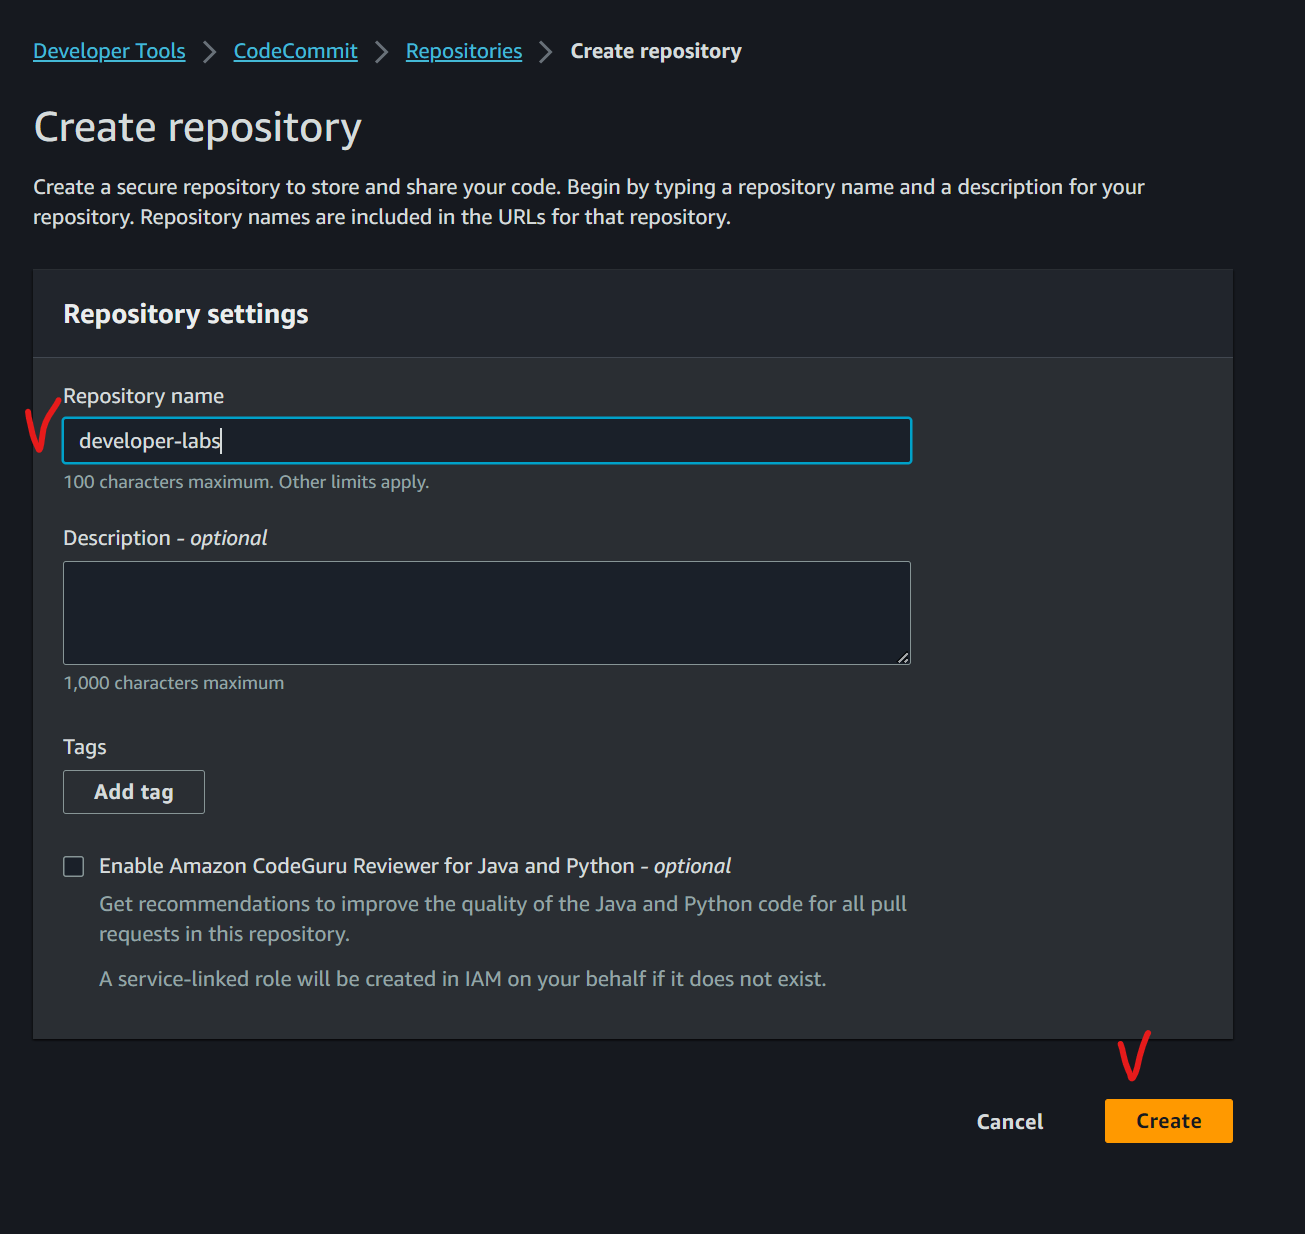 Developer Tools > CodeCommit > Repositories > Create repository
Create repository
Create a secure repository to store and share your code. Begin by typing a repository name and a description for your
repository. Repository names are included in the URLs for that repository.
Repository settings
Repository name
developer-labs
100 characters maximum. Other limits apply.
Description - optional
1,000 characters maximum
Tags
Add tag
Enable Amazon CodeGuru Reviewer for Java and Python - optional
Get recommendations to improve the quality of the Java and Python code for all pull
requests in this repository.
A service-linked role will be created in IAM on your behalf if it does not exist.
Cancel Create